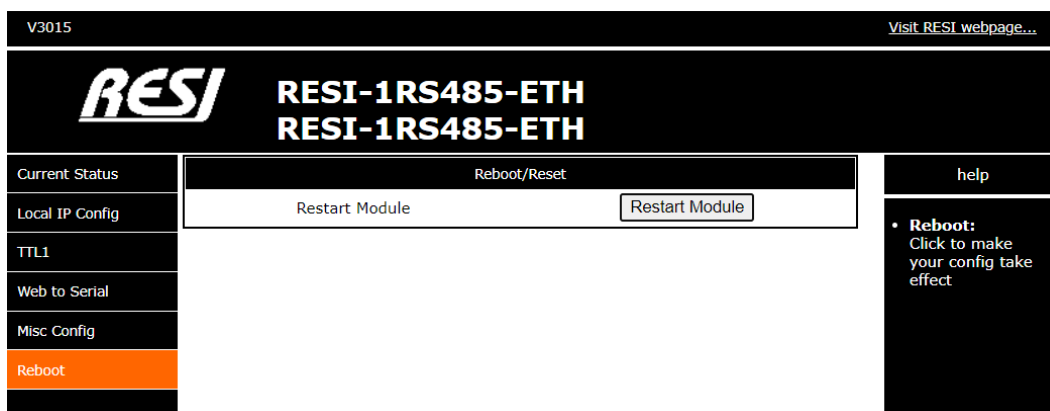 V3015
Visit RESI webpage...
RESI
RESI-1RS485-ETH
RESI-1RS485-ETH
Current Status
Local IP Config
TTL1
Web to Serial
Misc Config
Reboot
Reboot/Reset
Restart Module
Restart Module
help
• Reboot:
Click to make
your config take
effect